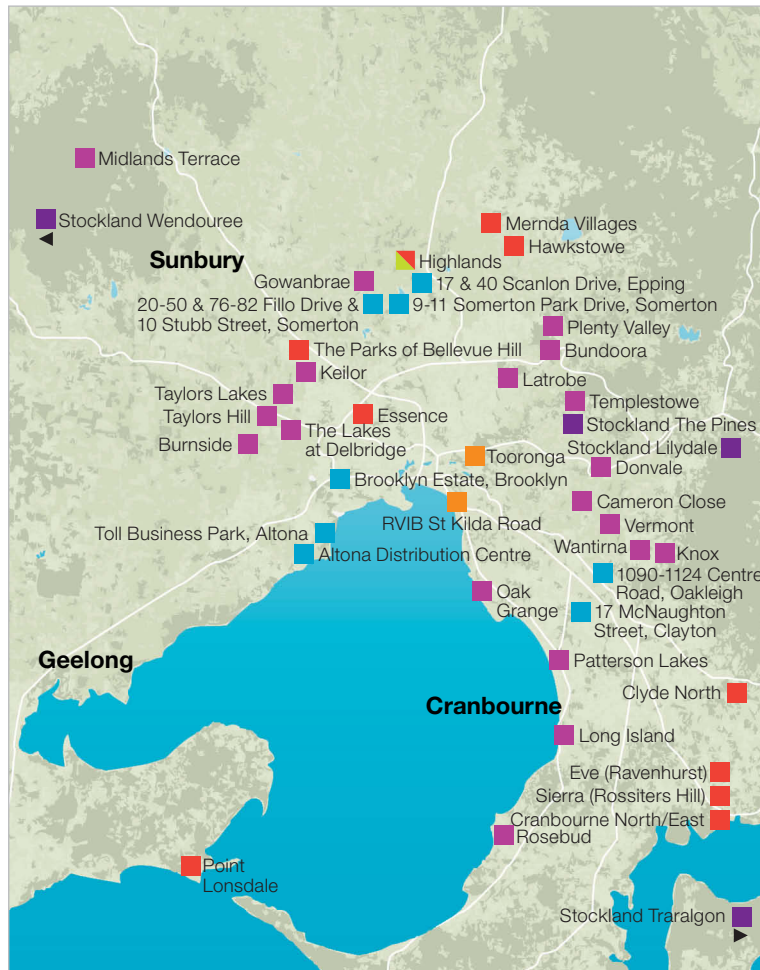 Midlands Terrace
Stockland Wendouree
Mernda Villages
Hawkstowe
Sunbury
Highlands
Gowanbrae
17 & 40 Scanlon Drive, Epping
20-50 & 76-82 Fillo Drive &
10 Stubb Street, Somerton
9-11 Somerton Park Drive, Somerton
Plenty Valley
The Parks of Bellevue Hill
Bundoora
Keilor
Latrobe
Taylors Lakes
Templestowe
Taylors Hill
Essence
Stockland The Pines
Burnside
The Lakes
at Delbridge
Stockland Lilydale
Tooronga
Donvale
Brooklyn Estate, Brooklyn
Cameron Close
RVIB St Kilda Road
Vermont
Toll Business Park, Altona
Wantirna
Knox
Altona Distribution Centre
1090-1124 Centre
Road, Oakleigh
Oak
Grange
17 McNaughton
Street, Clayton
Geelong
Patterson Lakes
Clyde North
Cranbourne
Long Island
Eve (Ravenhurst)
Sierra (Rossiters Hill)
Cranbourne North/East
Rosebud
Point
Lonsdale
Stockland Traralgon